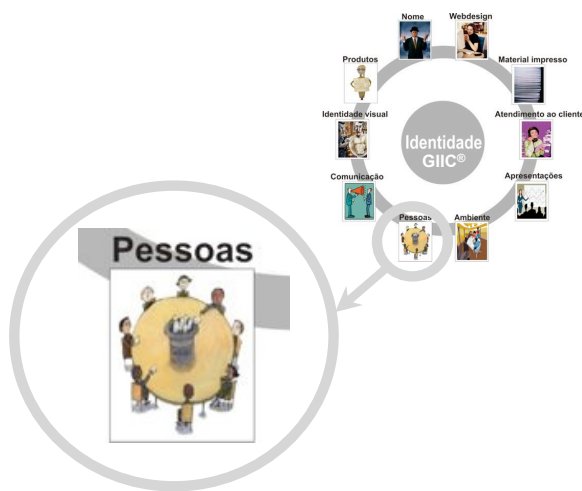 Nome
Webdesign
Produtos
Material impresso
Identidade visual
Atendimento ao cliente
Identidade
GIIC®
Comunicação
Apresentações
Pessoas
Ambiente
Pessoas